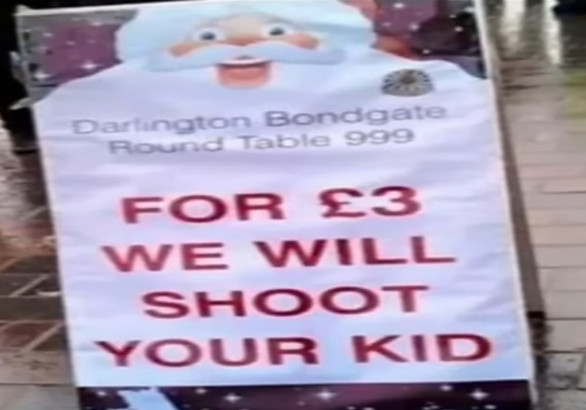 Darlington Bondgate
Round Table 999
FOR £3
WE WILL
SHOOT
YOUR KID